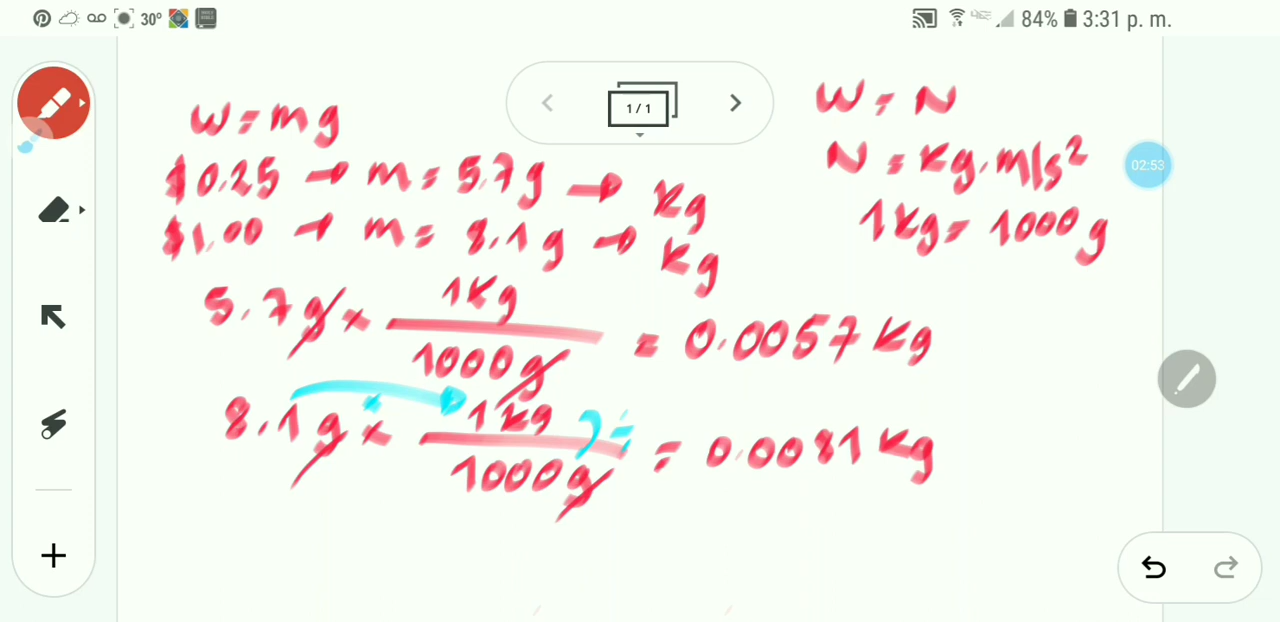 30° 84% 3:31 p. m.
1/1
W = mg
$0.25 → m = 5.7g → kg
$1.00 → m = 8.1g → kg
W = N
N = kg.m/s²
1kg = 1000g
02:53
5.7g x 1kg / 1000g = 0.0057 kg
8.1g x 1kg / 1000g = 0.0081 kg
x ÷